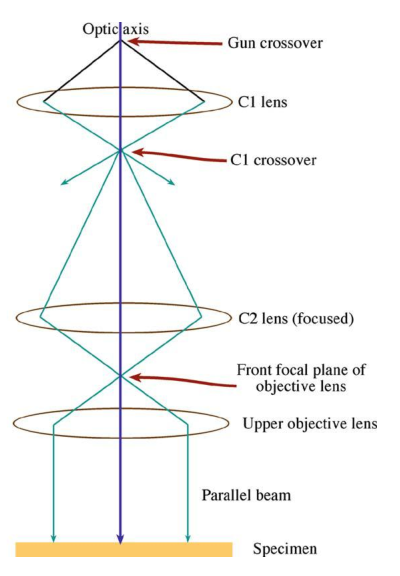 Optic axis
Gun crossover
C1 lens
C1 crossover
C2 lens (focused)
Front focal plane of
objective lens
Upper objective lens
Parallel beam
Specimen